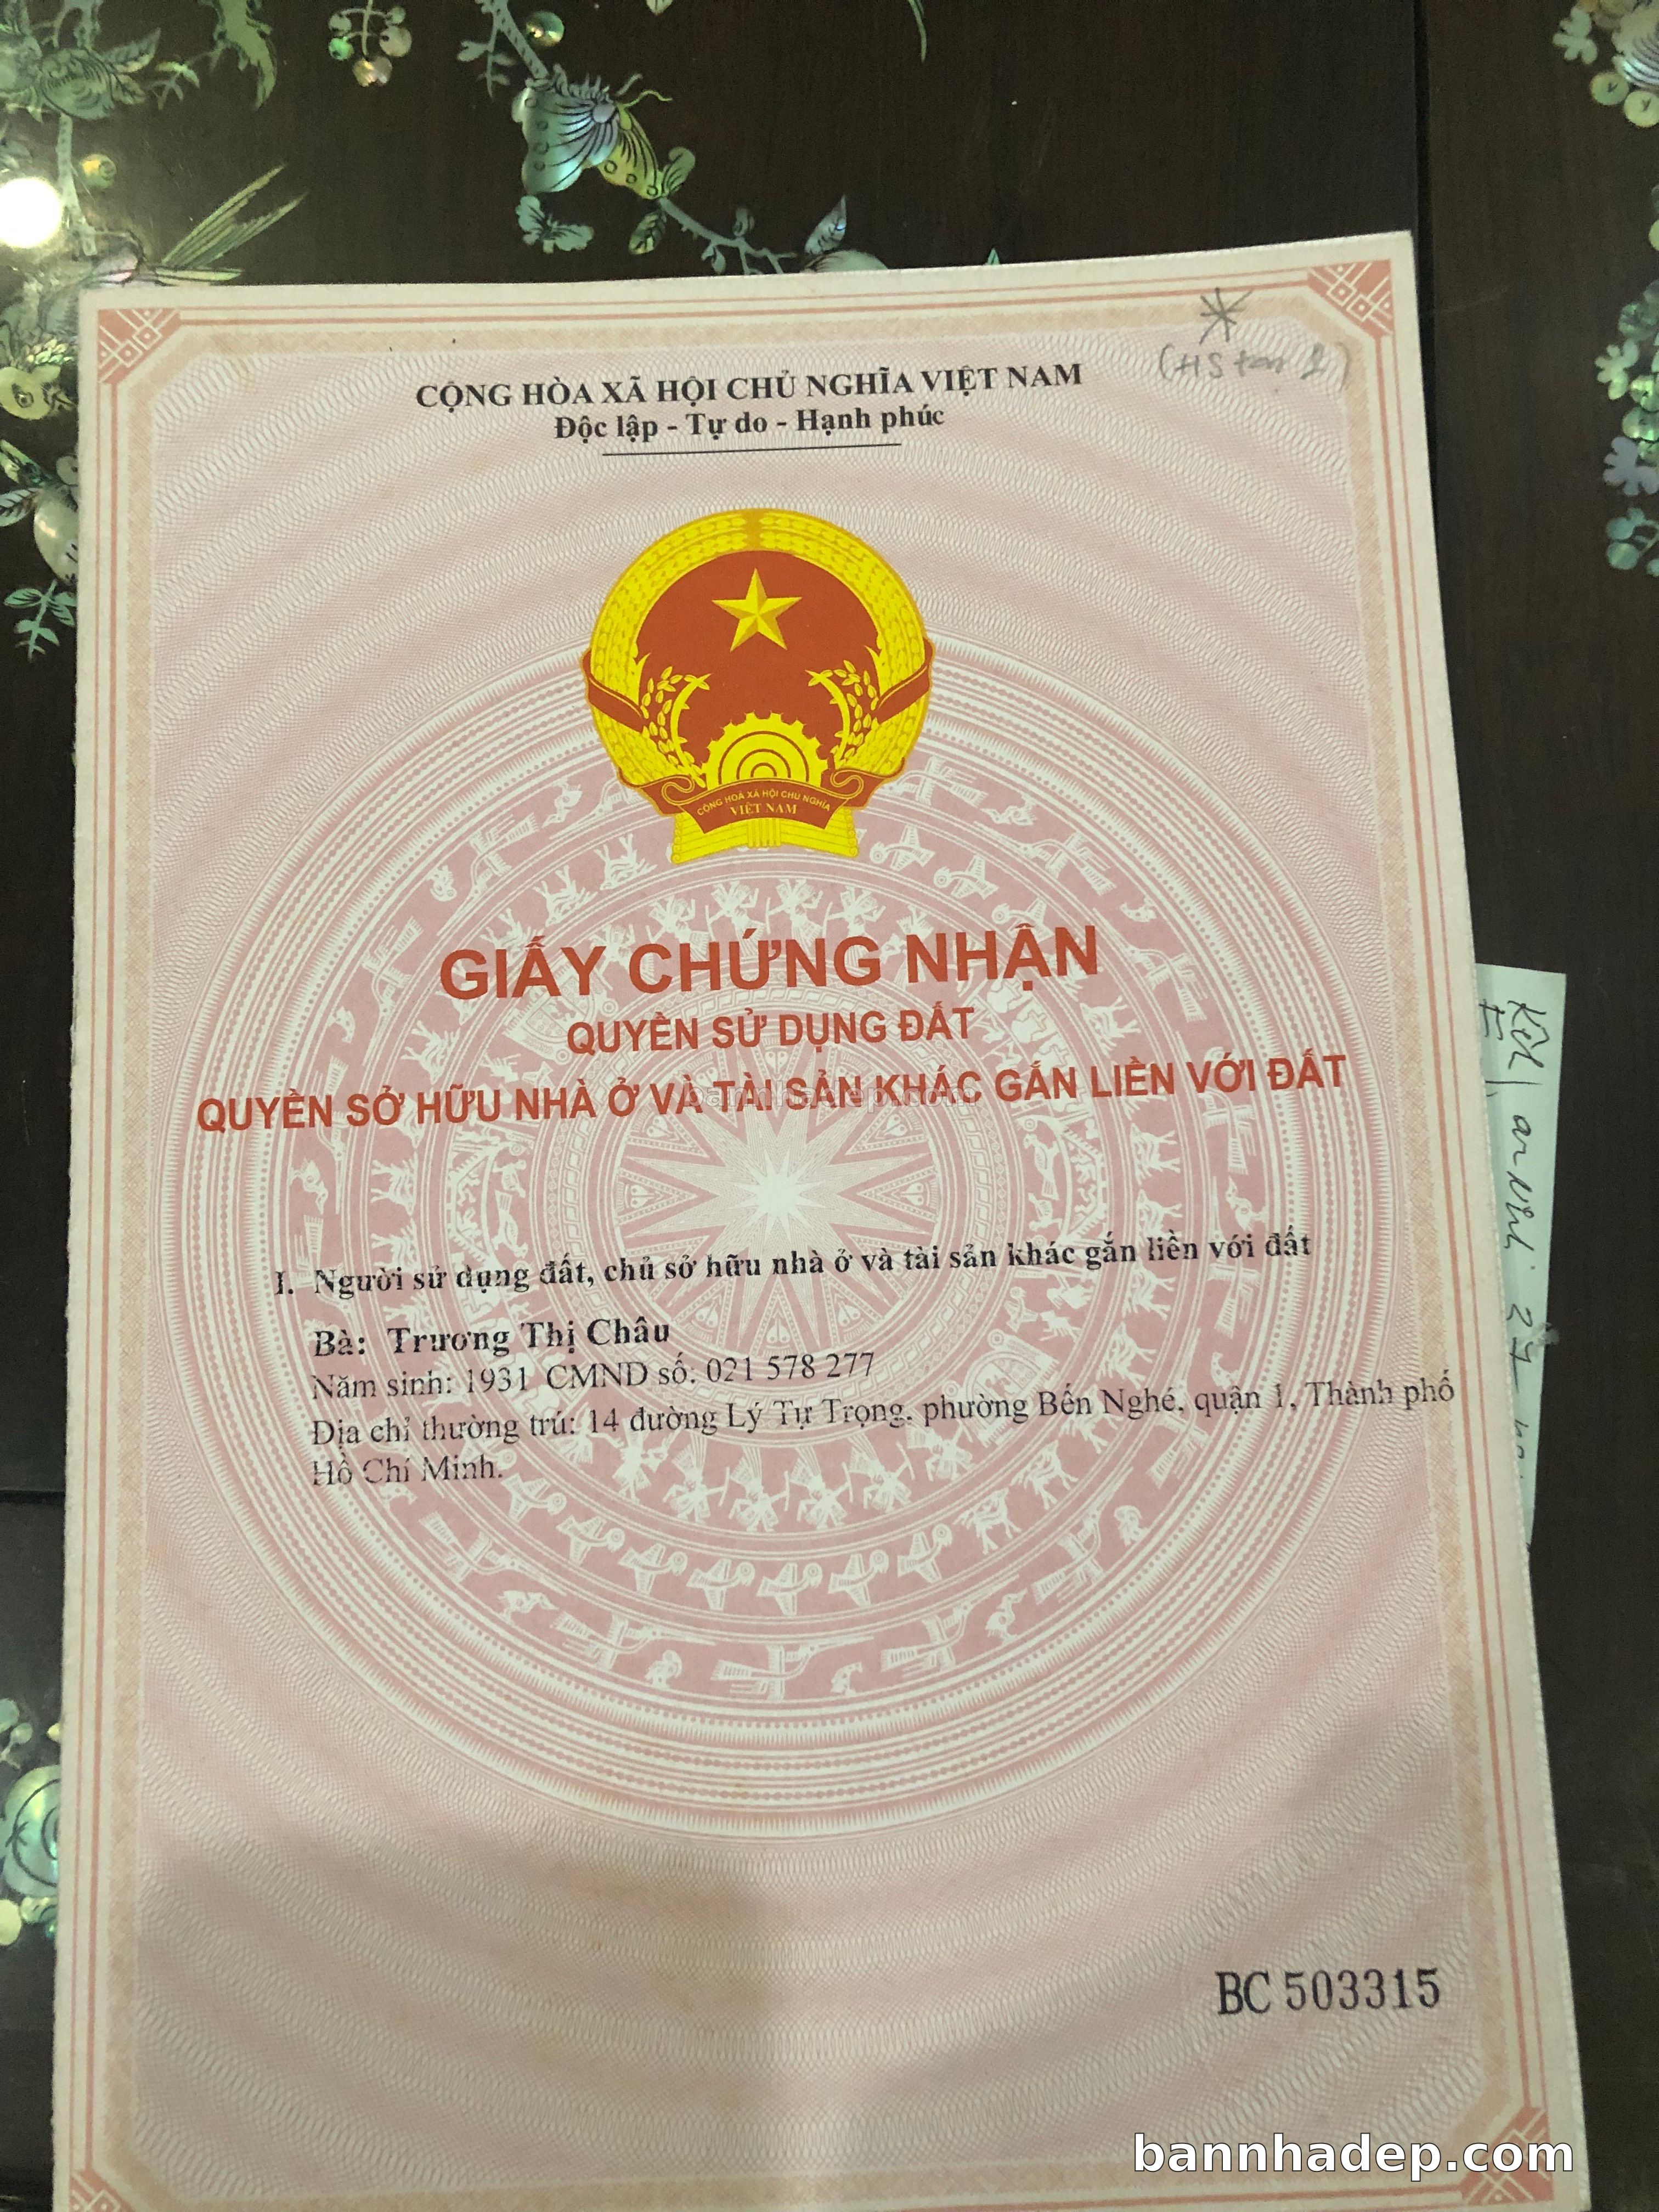 CỘNG HÒA XÃ HỘI CHỦ NGHĨA VIỆT NAM
Độc lập - Tự do - Hạnh phúc
(HS
CỘNG HOÀ XÃ HỘI CHỦ NGHĨA
VIỆT NAM
GIẤY CHỨNG NHẬN
QUYỀN SỬ DỤNG ĐẤT
QUYỀN SỞ HỮU NHÀ Ở VÀ TÀI SẢN KHÁC GẮN LIỀN VỚI ĐẤT
bannhadep.com
I. Người sử dụng đất, chủ sở hữu nhà ở và tài sản khác gắn liền với đất
Bà: Trương Thị Châu
Năm sinh: 1931 CMND số: 021 578 277
Địa chỉ thường trú: 14 đường Lý Tự Trọng, phường Bến Nghé, quận 1, Thành phố
Hồ Chí Minh.
BC 503315
bannhadep.com